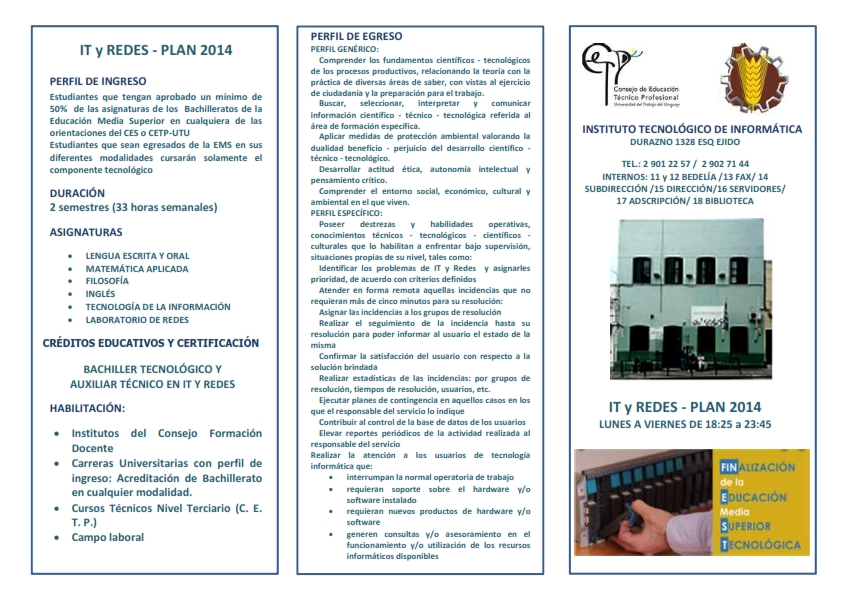 IT y REDES - PLAN 2014
PERFIL DE INGRESO
Estudiantes que tengan aprobado un mínimo de
50% de las asignaturas de los Bachilleratos de la
Educación Media Superior en cualquiera de las
orientaciones del CES o CETP-UTU
Estudiantes que sean egresados de la EMS en sus
diferentes modalidades cursarán solamente el
componente tecnológico
DURACIÓN
2 semestres (33 horas semanales)
ASIGNATURAS
• LENGUA ESCRITA Y ORAL
• MATEMÁTICA APLICADA
• FILOSOFÍA
• INGLÉS
• TECNOLOGÍA DE LA INFORMACIÓN
• LABORATORIO DE REDES
CRÉDITOS EDUCATIVOS Y CERTIFICACIÓN
BACHILLER TECNOLÓGICO Y
AUXILIAR TÉCNICO EN IT Y REDES
HABILITACIÓN:
• Institutos del Consejo Formación
Docente
• Carreras Universitarias con perfil de
ingreso: Acreditación de Bachillerato
en cualquier modalidad.
• Cursos Técnicos Nivel Terciario (C. E.
T. P.)
• Campo laboral
PERFIL DE EGRESO
PERFIL GENÉRICO:
Comprender los fundamentos científicos - tecnológicos
de los procesos productivos, relacionando la teoría con la
práctica de diversas áreas de saber, con vistas al ejercicio
de ciudadanía y la preparación para el trabajo.
Buscar, seleccionar, interpretar y comunicar
información científico - técnico - tecnológica referida al
área de formación específica.
Aplicar medidas de protección ambiental valorando la
dualidad beneficio - perjuicio del desarrollo científico -
técnico - tecnológico.
Desarrollar actitud ética, autonomía intelectual y
pensamiento crítico.
Comprender el entorno social, económico, cultural y
ambiental en el que viven.
PERFIL ESPECÍFICO:
Poseer destrezas y habilidades operativas,
conocimientos técnicos - tecnológicos - científicos -
culturales que lo habilitan a enfrentar bajo supervisión,
situaciones propias de su nivel, tales como:
Identificar los problemas de IT y Redes y asignarles
prioridad, de acuerdo con criterios definidos
Atender en forma remota aquellas incidencias que no
requieran más de cinco minutos para su resolución:
Asignar las incidencias a los grupos de resolución
Realizar el seguimiento de la incidencia hasta su
resolución para poder informar al usuario el estado de la
misma
Confirmar la satisfacción del usuario con respecto a la
solución brindada
Realizar estadísticas de las incidencias: por grupos de
resolución, tiempos de resolución, usuarios, etc.
Ejecutar planes de contingencia en aquellos casos en los
que el responsable del servicio lo indique
Contribuir al control de la base de datos de los usuarios
Elevar reportes periódicos de la actividad realizada al
responsable del servicio
Realizar la atención a los usuarios de tecnología
informática que:
• interrumpan la normal operatoria de trabajo
• requieran soporte sobre el hardware y/o
software instalado
• requieran nuevos productos de hardware y/o
software
• generen consultas y/o asesoramiento en el
funcionamiento y/o utilización de los recursos
informáticos disponibles
Consejo de Educación
Técnico Profesional
Universidad del Trabajo del Uruguay
INSTITUTO TECNOLÓGICO DE INFORMÁTICA
DURAZNO 1328 ESQ EJIDO
TEL.: 2 901 22 57 / 2 902 71 44
INTERNOS: 11 y 12 BEDELÍA /13 FAX/ 14
SUBDIRECCIÓN /15 DIRECCIÓN/16 SERVIDORES/
17 ADSCRIPCIÓN/ 18 BIBLIOTECA
IT y REDES - PLAN 2014
LUNES A VIERNES DE 18:25 a 23:45
FINALIZACIÓN
de la
EDUCACIÓN
Media
SUPERIOR
TECNOLÓGICA